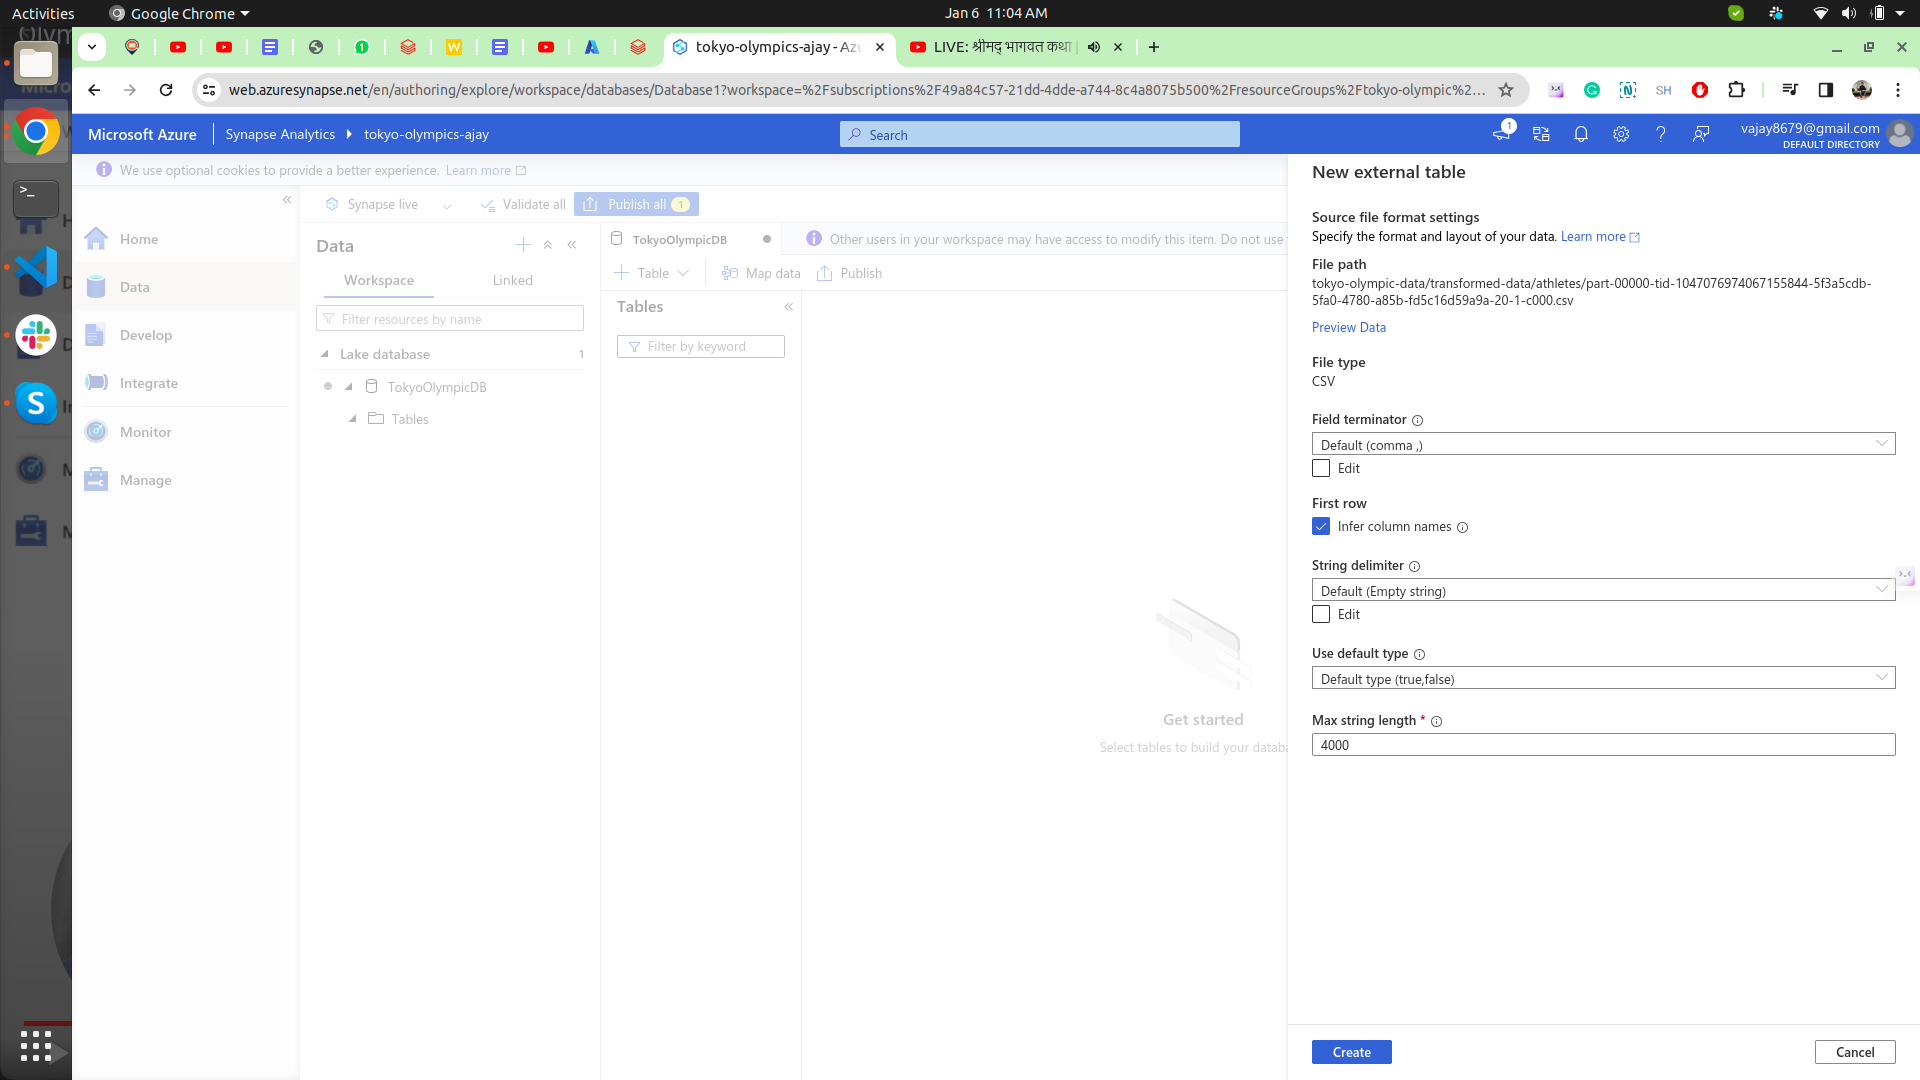 Activities
Google Chrome
Jan 6 11:04 AM
tokyo-olympics-ajay - Azu
LIVE: श्रीमद् भागवत कथा
web.azuresynapse.net/en/authoring/explore/workspace/databases/Database1?workspace=%2Fsubscriptions%2F49a84c57-21dd-4dde-a744-8c4a8075b500%2FresourceGroups%2Ftokyo-olympic%2...
SH
Microsoft Azure
Synapse Analytics
tokyo-olympics-ajay
Search
1
vajay8679@gmail.com
DEFAULT DIRECTORY
We use optional cookies to provide a better experience. Learn more
Home
Data
Develop
Integrate
Monitor
Manage
Synapse live
Validate all
Publish all 1
Data
Workspace
Linked
Filter resources by name
Lake database 1
TokyoOlympicDB
Tables
TokyoOlympicDB
Other users in your workspace may have access to modify this item. Do not use
Table
Map data
Publish
Tables
Filter by keyword
Get started
Select tables to build your databa
New external table
Source file format settings
Specify the format and layout of your data. Learn more
File path
tokyo-olympic-data/transformed-data/athletes/part-00000-tid-1047076974067155844-5f3a5cdb-
5fa0-4780-a85b-fd5c16d59a9a-20-1-c000.csv
Preview Data
File type
CSV
Field terminator
Default (comma ,)
Edit
First row
Infer column names
String delimiter
Default (Empty string)
Edit
Use default type
Default type (true,false)
Max string length *
4000
Create
Cancel